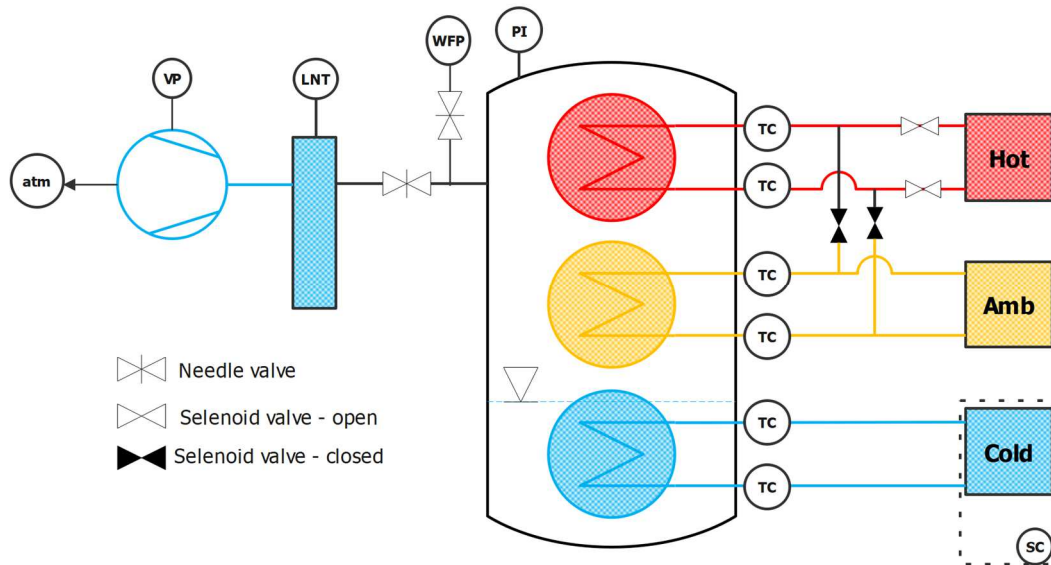 WFP
PI
VP
LNT
atm
TC
TC
Hot
TC
TC
Amb
TC
TC
Cold
SC
Needle valve
Selenoid valve - open
Selenoid valve - closed